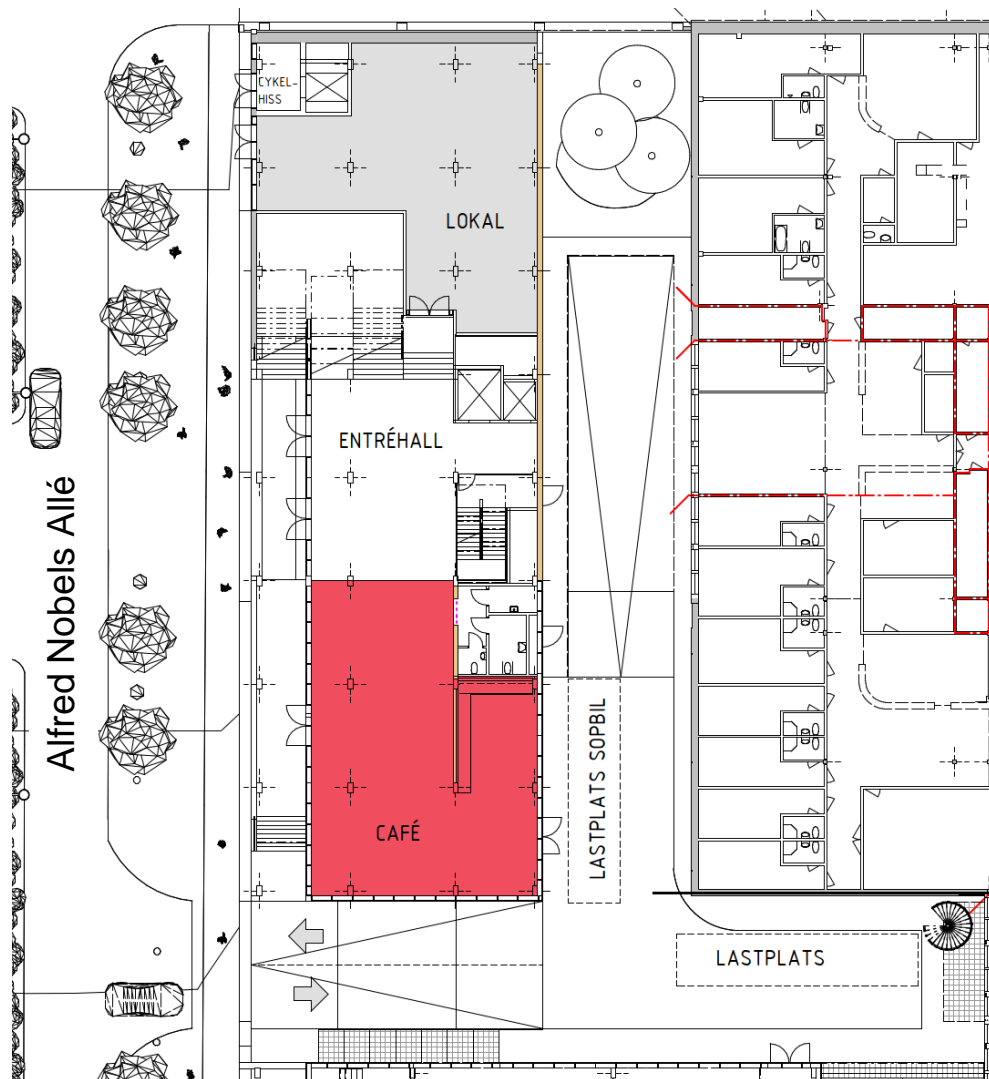 CYKEL-
HISS
LOKAL
ENTRÉHALL
Alfred Nobels Allé
LASTPLATS SOPBIL
CAFÉ
LASTPLATS